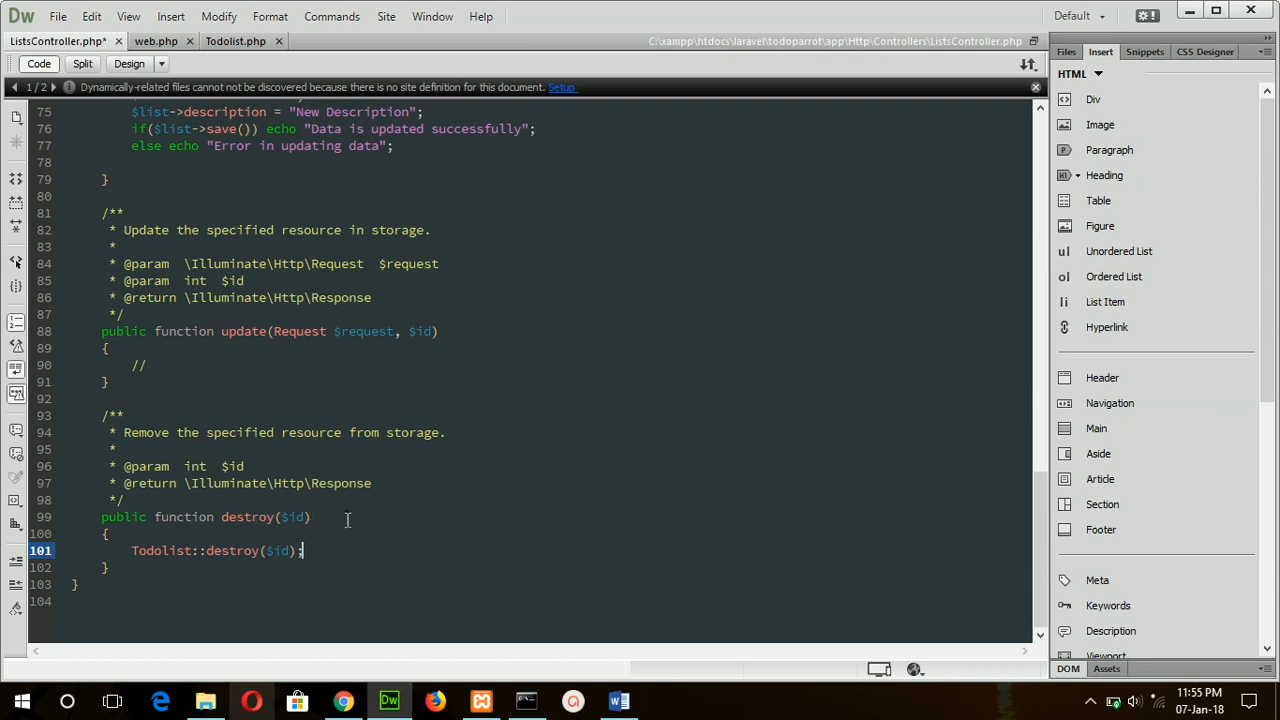 Dw File Edit View Insert Modify Format Commands Site Window Help Default
ListsController.php* × web.php × Todolist.php × C:\xampp\htdocs\laravel\todoparrot\app\Http\Controllers\ListsController.php
Code Split Design
1 / 2 Dynamically-related files cannot not be discovered because there is no site definition for this document. Setup
75 $list->description = "New Description";
76 if($list->save()) echo "Data is updated successfully";
77 else echo "Error in updating data";
78
79 }
80
81 /**
82 * Update the specified resource in storage.
83 *
84 * @param \Illuminate\Http\Request $request
85 * @param int $id
86 * @return \Illuminate\Http\Response
87 */
88 public function update(Request $request, $id)
89 {
90 //
91 }
92
93 /**
94 * Remove the specified resource from storage.
95 *
96 * @param int $id
97 * @return \Illuminate\Http\Response
98 */
99 public function destroy($id)
100 {
101 Todolist::destroy($id);
102 }
103 }
104
Files Insert Snippets CSS Designer
HTML
Div
Image
Paragraph
Heading
Table
Figure
ul Unordered List
ol Ordered List
li List Item
Hyperlink
Header
Navigation
Main
Aside
Article
Section
Footer
Meta
Keywords
Description
Viewport
DOM Assets
Dw
11:55 PM
07-Jan-18